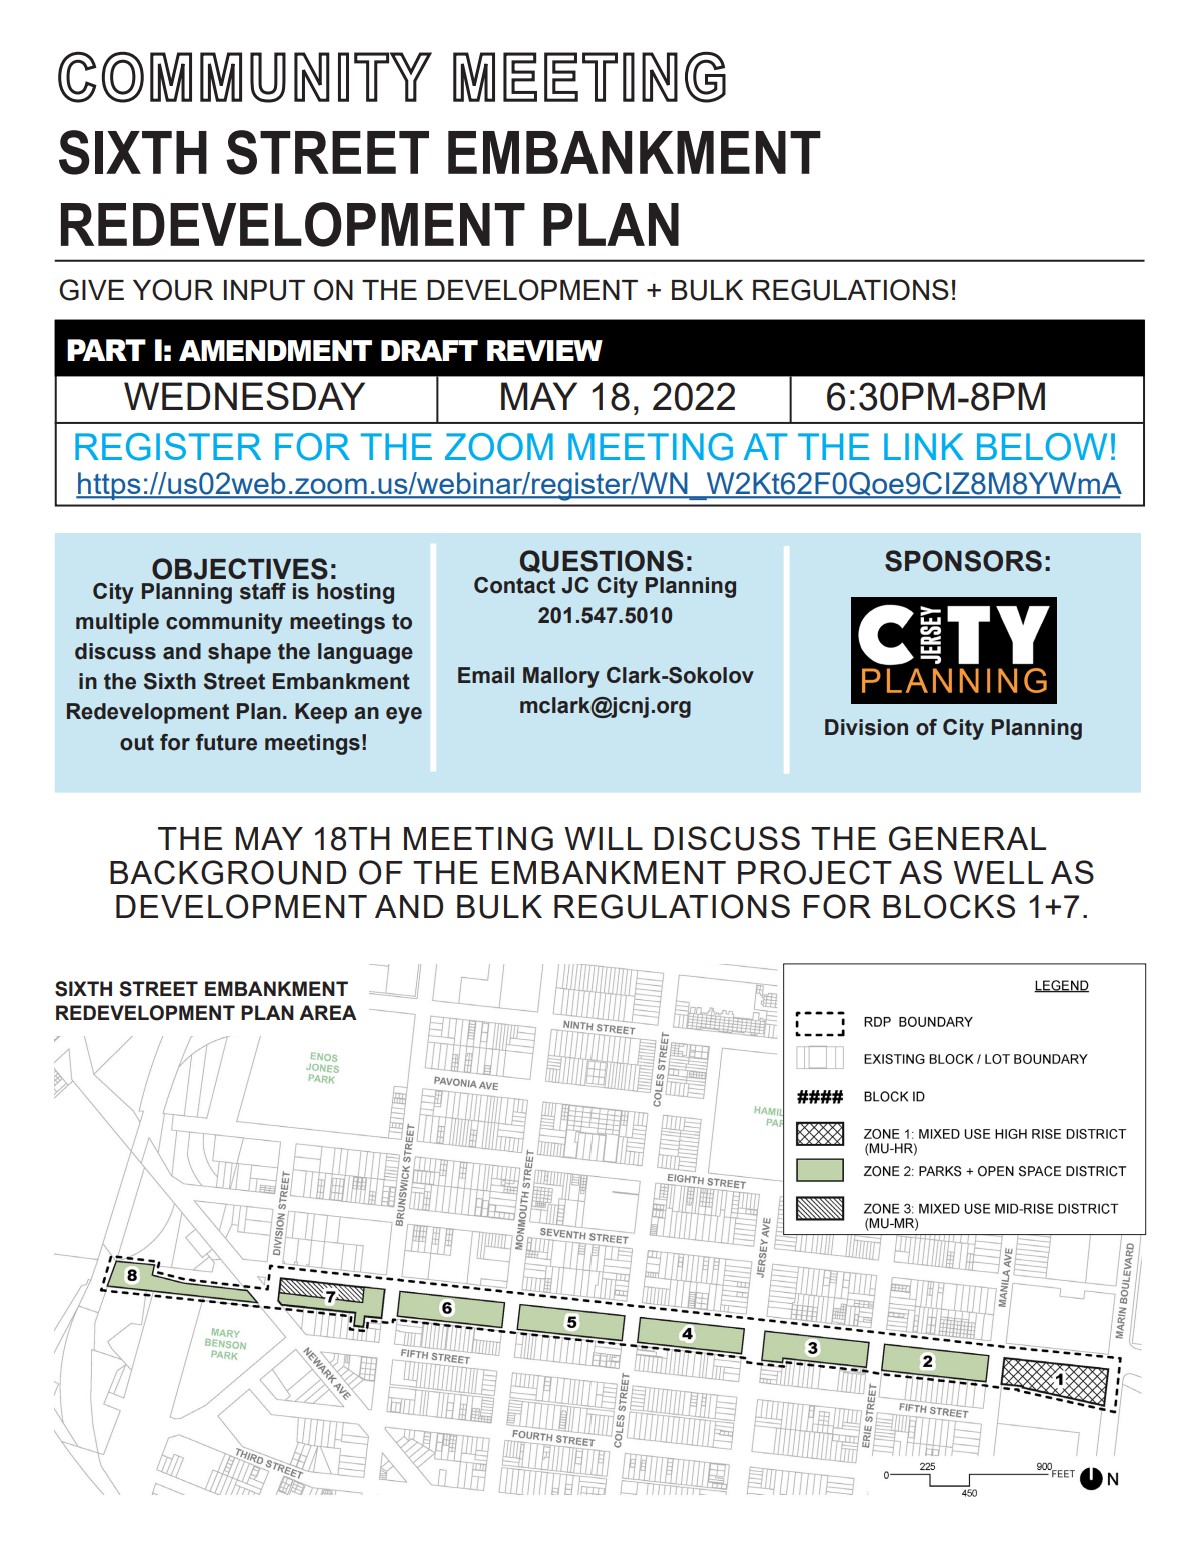 COMMUNITY MEETING
SIXTH STREET EMBANKMENT
REDEVELOPMENT PLAN
GIVE YOUR INPUT ON THE DEVELOPMENT + BULK REGULATIONS!
PART I: AMENDMENT DRAFT REVIEW
WEDNESDAY
MAY 18, 2022
6:30PM-8PM
REGISTER FOR THE ZOOM MEETING AT THE LINK BELOW!
https://us02web.zoom.us/webinar/register/WN_W2Kt62F0Qoe9CIZ8M8YWmA
OBJECTIVES:
City Planning staff is hosting
multiple community meetings to
discuss and shape the language
in the Sixth Street Embankment
Redevelopment Plan. Keep an eye
out for future meetings!
QUESTIONS:
Contact JC City Planning
201.547.5010
Email Mallory Clark-Sokolov
mclark@jcnj.org
SPONSORS:
JERSEY CITY
PLANNING
Division of City Planning
THE MAY 18TH MEETING WILL DISCUSS THE GENERAL
BACKGROUND OF THE EMBANKMENT PROJECT AS WELL AS
DEVELOPMENT AND BULK REGULATIONS FOR BLOCKS 1+7.
SIXTH STREET EMBANKMENT
REDEVELOPMENT PLAN AREA
LEGEND
RDP BOUNDARY
EXISTING BLOCK / LOT BOUNDARY
#### BLOCK ID
ZONE 1: MIXED USE HIGH RISE DISTRICT
(MU-HR)
ZONE 2: PARKS + OPEN SPACE DISTRICT
ZONE 3: MIXED USE MID-RISE DISTRICT
(MU-MR)
NINTH STREET
ENOS
JONES
PARK
PAVONIA AVE
COLES STREET
HAMIL
PAR
BRUNSWICK STREET
MONMOUTH STREET
EIGHTH STREET
DIVISION STREET
SEVENTH STREET
JERSEY AVE
MANILA AVE
MARIN BOULEVARD
8
7
6
5
4
3
2
1
MARY
BENSON
PARK
NEWARK AVE
FIFTH STREET
COLES STREET
ERIE STREET
FIFTH STREET
FOURTH STREET
THIRD STREET
0
225
450
900
FEET
N